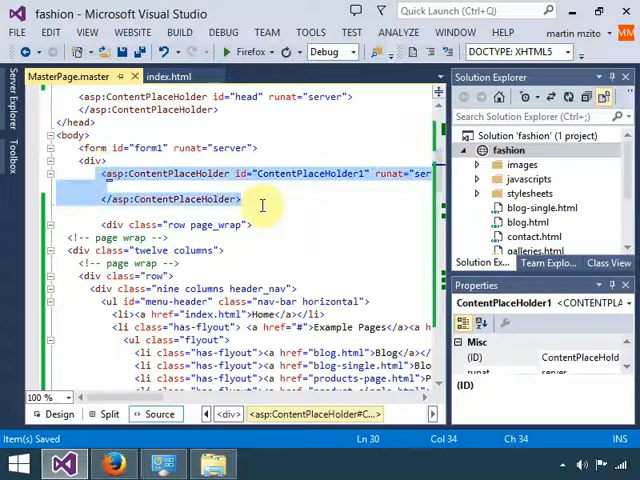 fashion - Microsoft Visual Studio
Quick Launch (Ctrl+Q)
FILE EDIT VIEW WEBSITE BUILD DEBUG TEAM TOOLS TEST ANALYZE WINDOW HELP
martin mzito MM
Firefox Debug DOCTYPE: XHTML5
Server Explorer
Toolbox
MasterPage.master index.html
<asp:ContentPlaceHolder id="head" runat="server">
</asp:ContentPlaceHolder>
</head>
<body>
<form id="form1" runat="server">
<div>
<asp:ContentPlaceHolder id="ContentPlaceHolder1" runat="ser
</asp:ContentPlaceHolder>
<div class="row page_wrap">
<!-- page wrap -->
<div class="twelve columns">
<!-- page wrap -->
<div class="row">
<div class="nine columns header_nav">
<ul id="menu-header" class="nav-bar horizontal">
<li><a href="index.html">Home</a></li>
<li class="has-flyout"> <a href="#">Example Pages</a><a
<ul class="flyout">
<li class="has-flyout"><a href="blog.html">Blog</a></li
<li class="has-flyout"><a href="blog-single.html">Blo
<li class="has-flyout"><a href="products-page.html">P
100 %
Design Split Source <div> <asp:ContentPlaceHolder#C...>
Solution Explorer
Search Solution Explorer (Ctrl+;)
Solution 'fashion' (1 project)
fashion
images
javascripts
stylesheets
blog-single.html
blog.html
contact.html
galleries.html
Solution Ex... Team Explo... Class View
Properties
ContentPlaceHolder1 <CONTENTPLA
Misc
(ID) ContentPlaceHold
runat server
(ID)
Item(s) Saved Ln 30 Col 34 Ch 34 INS